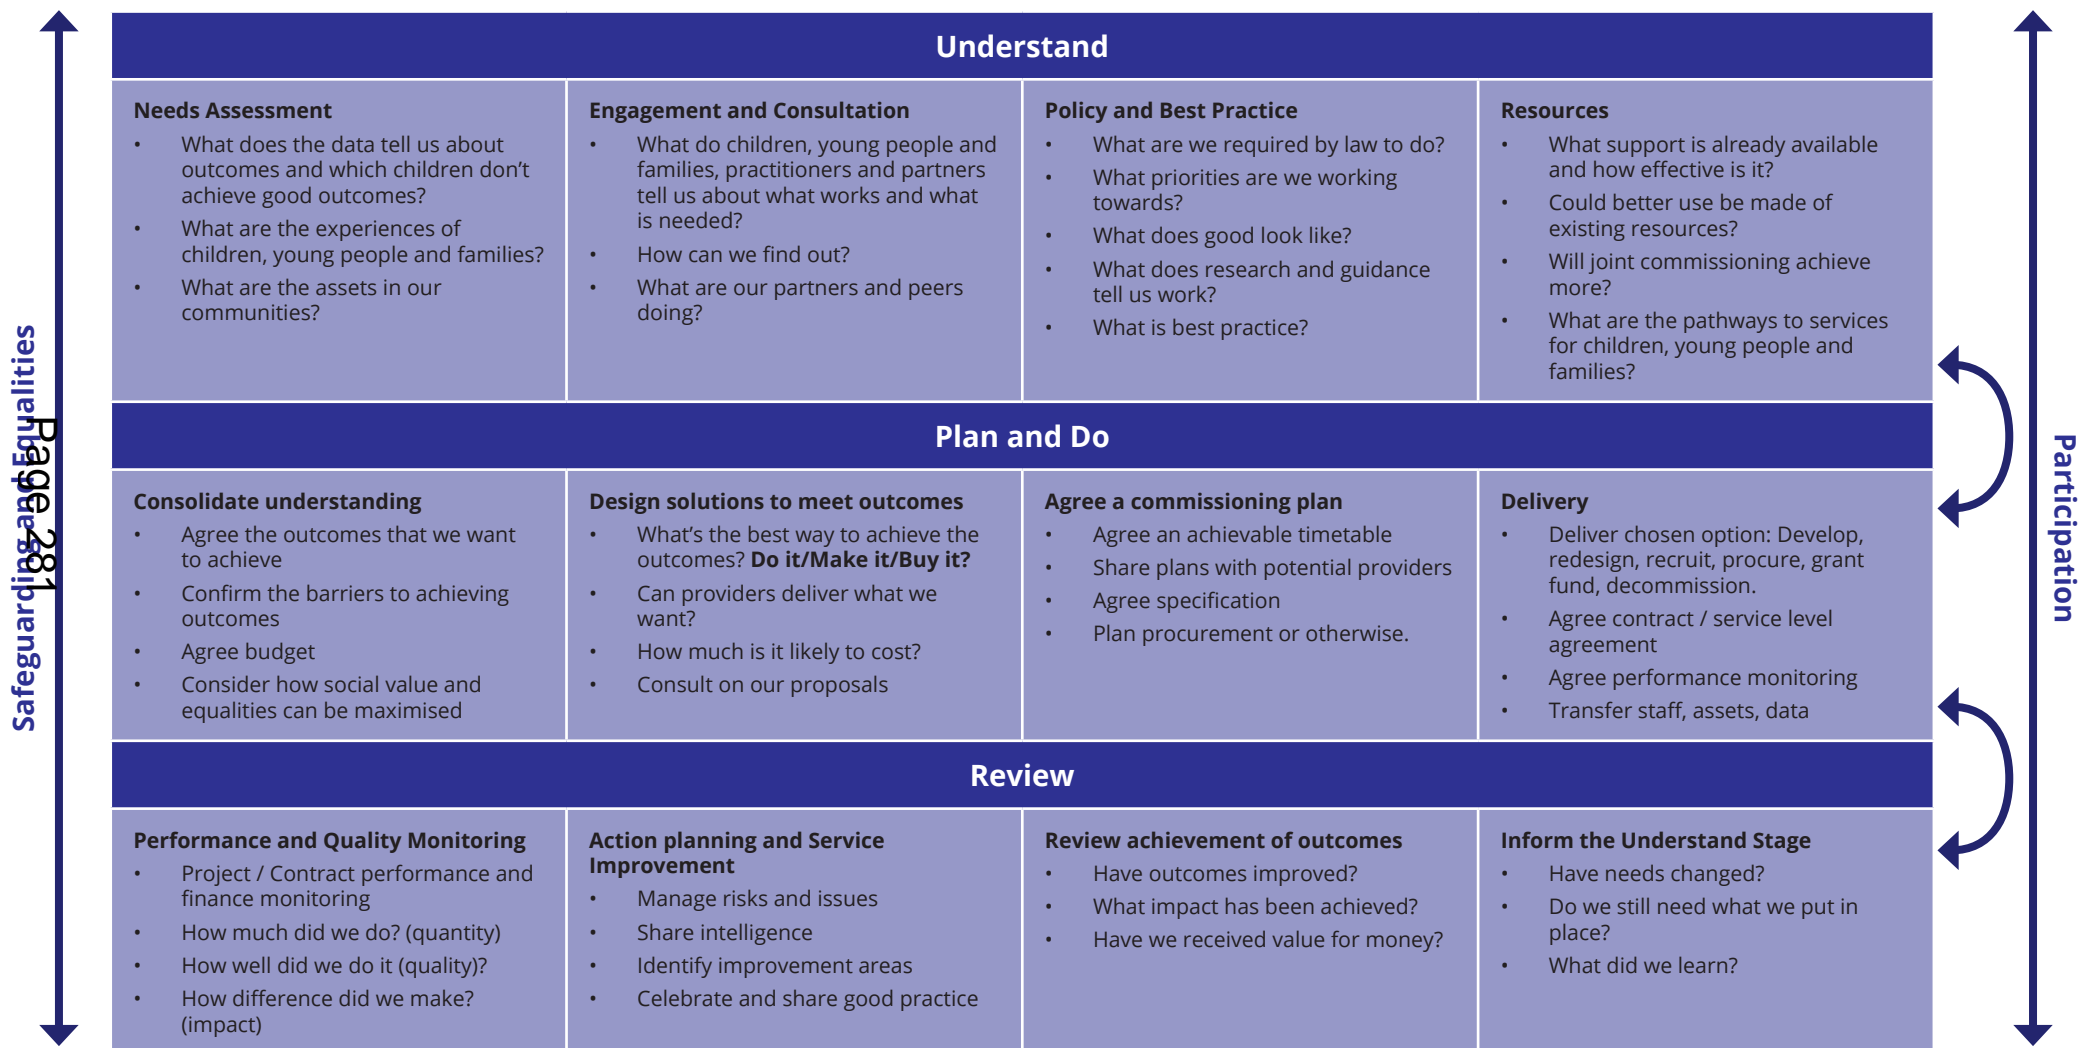 Understand
Needs Assessment
• What does the data tell us about
outcomes and which children don't
achieve good outcomes?
• What are the experiences of
children, young people and families?
• What are the assets in our
communities?
Engagement and Consultation
• What do children, young people and
families, practitioners and partners
tell us about what works and what
is needed?
• How can we find out?
• What are our partners and peers
doing?
Policy and Best Practice
• What are we required by law to do?
• What priorities are we working
towards?
• What does good look like?
• What does research and guidance
tell us work?
• What is best practice?
Resources
• What support is already available
and how effective is it?
• Could better use be made of
existing resources?
• Will joint commissioning achieve
more?
• What are the pathways to services
for children, young people and
families?
Plan and Do
Consolidate understanding
• Agree the outcomes that we want
to achieve
• Confirm the barriers to achieving
outcomes
• Agree budget
• Consider how social value and
equalities can be maximised
Design solutions to meet outcomes
• What's the best way to achieve the
outcomes? Do it/Make it/Buy it?
• Can providers deliver what we
want?
• How much is it likely to cost?
• Consult on our proposals
Agree a commissioning plan
• Agree an achievable timetable
• Share plans with potential providers
• Agree specification
• Plan procurement or otherwise.
Delivery
• Deliver chosen option: Develop,
redesign, recruit, procure, grant
fund, decommission.
• Agree contract / service level
agreement
• Agree performance monitoring
• Transfer staff, assets, data
Review
Performance and Quality Monitoring
• Project / Contract performance and
finance monitoring
• How much did we do? (quantity)
• How well did we do it (quality)?
• How difference did we make?
(impact)
Action planning and Service
Improvement
• Manage risks and issues
• Share intelligence
• Identify improvement areas
• Celebrate and share good practice
Review achievement of outcomes
• Have outcomes improved?
• What impact has been achieved?
• Have we received value for money?
Inform the Understand Stage
• Have needs changed?
• Do we still need what we put in
place?
• What did we learn?
Safeguarding and Equalities
Page 281
Participation